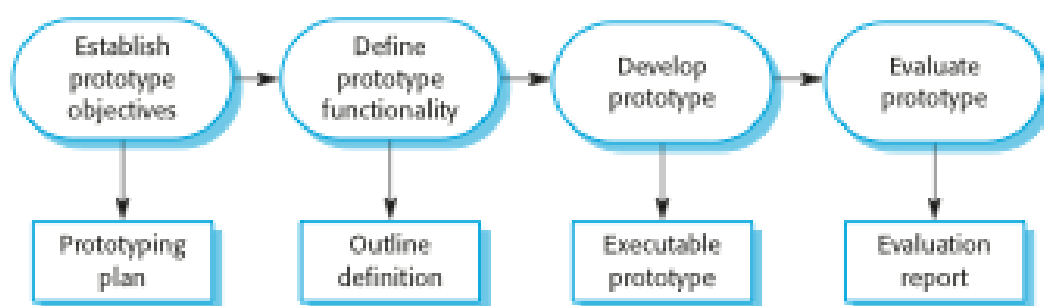 Establish
prototype
objectives
Define
prototype
functionality
Develop
prototype
Evaluate
prototype
Prototyping
plan
Outline
definition
Executable
prototype
Evaluation
report